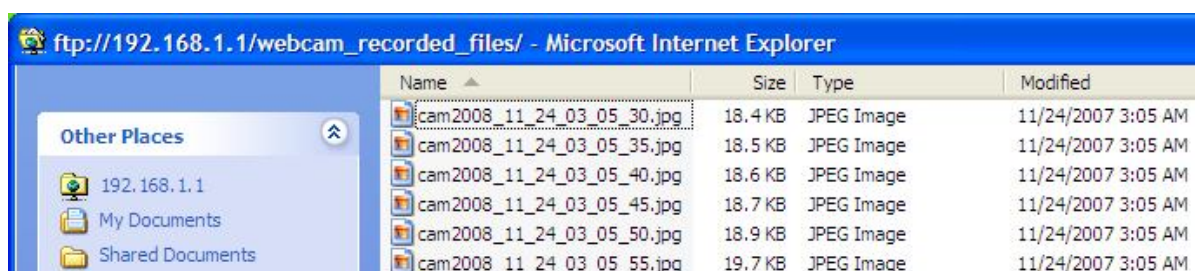 ftp://192.168.1.1/webcam_recorded_files/ - Microsoft Internet Explorer
Name Size Type Modified
cam2008_11_24_03_05_30.jpg 18.4 KB JPEG Image 11/24/2007 3:05 AM
Other Places
cam2008_11_24_03_05_35.jpg 18.5 KB JPEG Image 11/24/2007 3:05 AM
192.168.1.1
cam2008_11_24_03_05_40.jpg 18.6 KB JPEG Image 11/24/2007 3:05 AM
My Documents
cam2008_11_24_03_05_45.jpg 18.7 KB JPEG Image 11/24/2007 3:05 AM
cam2008_11_24_03_05_50.jpg 18.9 KB JPEG Image 11/24/2007 3:05 AM
Shared Documents
cam2008_11_24_03_05_55.jpg 19.7 KB JPEG Image 11/24/2007 3:05 AM